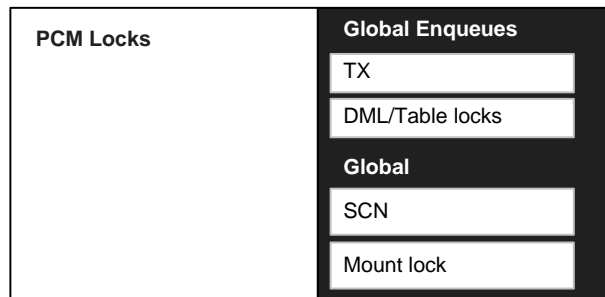 PCM Locks
Global Enqueues
TX
DML/Table locks
Global
SCN
Mount lock